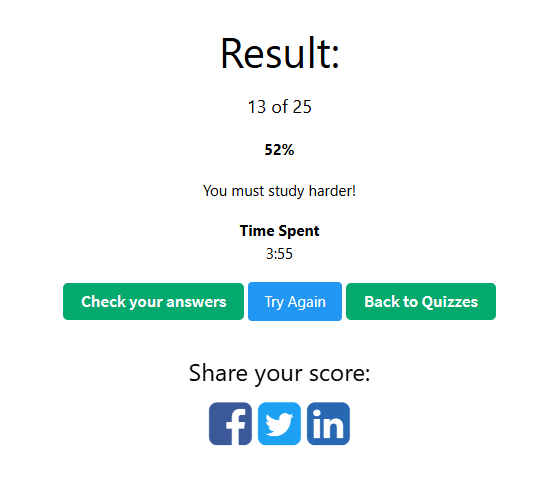 Result:
13 of 25
52%
You must study harder!
Time Spent
3:55
Check your answers Try Again Back to Quizzes
Share your score: